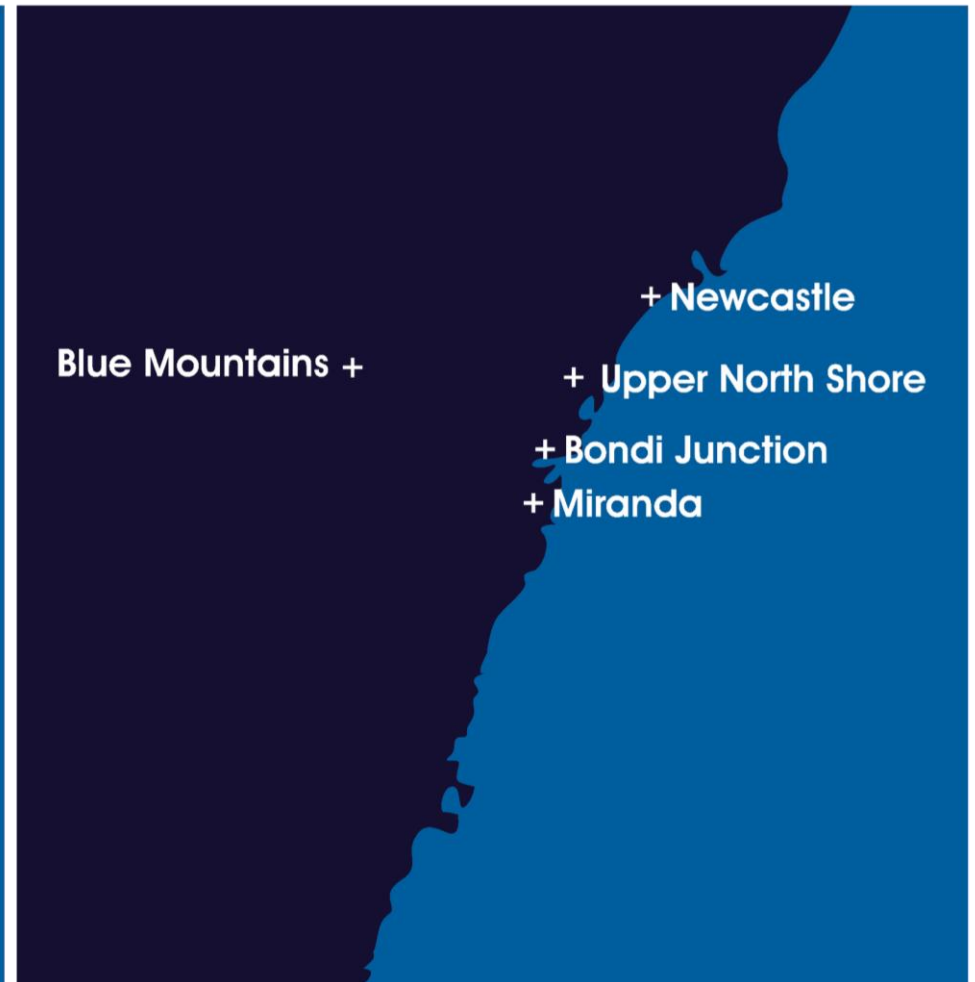 Newcastle
Blue Mountains
Upper North Shore
Bondi Junction
Miranda